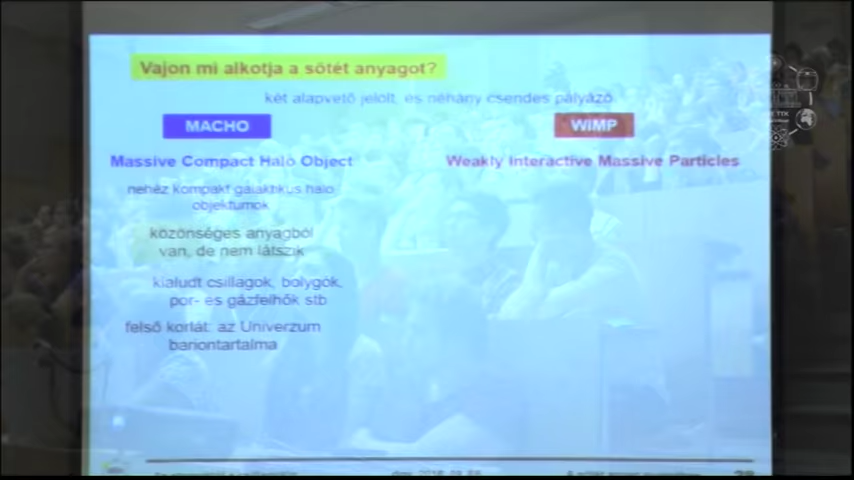 Vajon mi alkotja a sötét anyagot?
két alapvető jelölt, és néhány csendes pályázó
MACHO
WIMP
Massive Compact Halo Object
Weakly Interactive Massive Particles
nehéz kompakt galaktikus haló
objektumok
közönséges anyagból
van, de nem látszik
kialudt csillagok, bolygók,
por- és gázfelhők stb
felső korlát: az Univerzum
bariontartalma